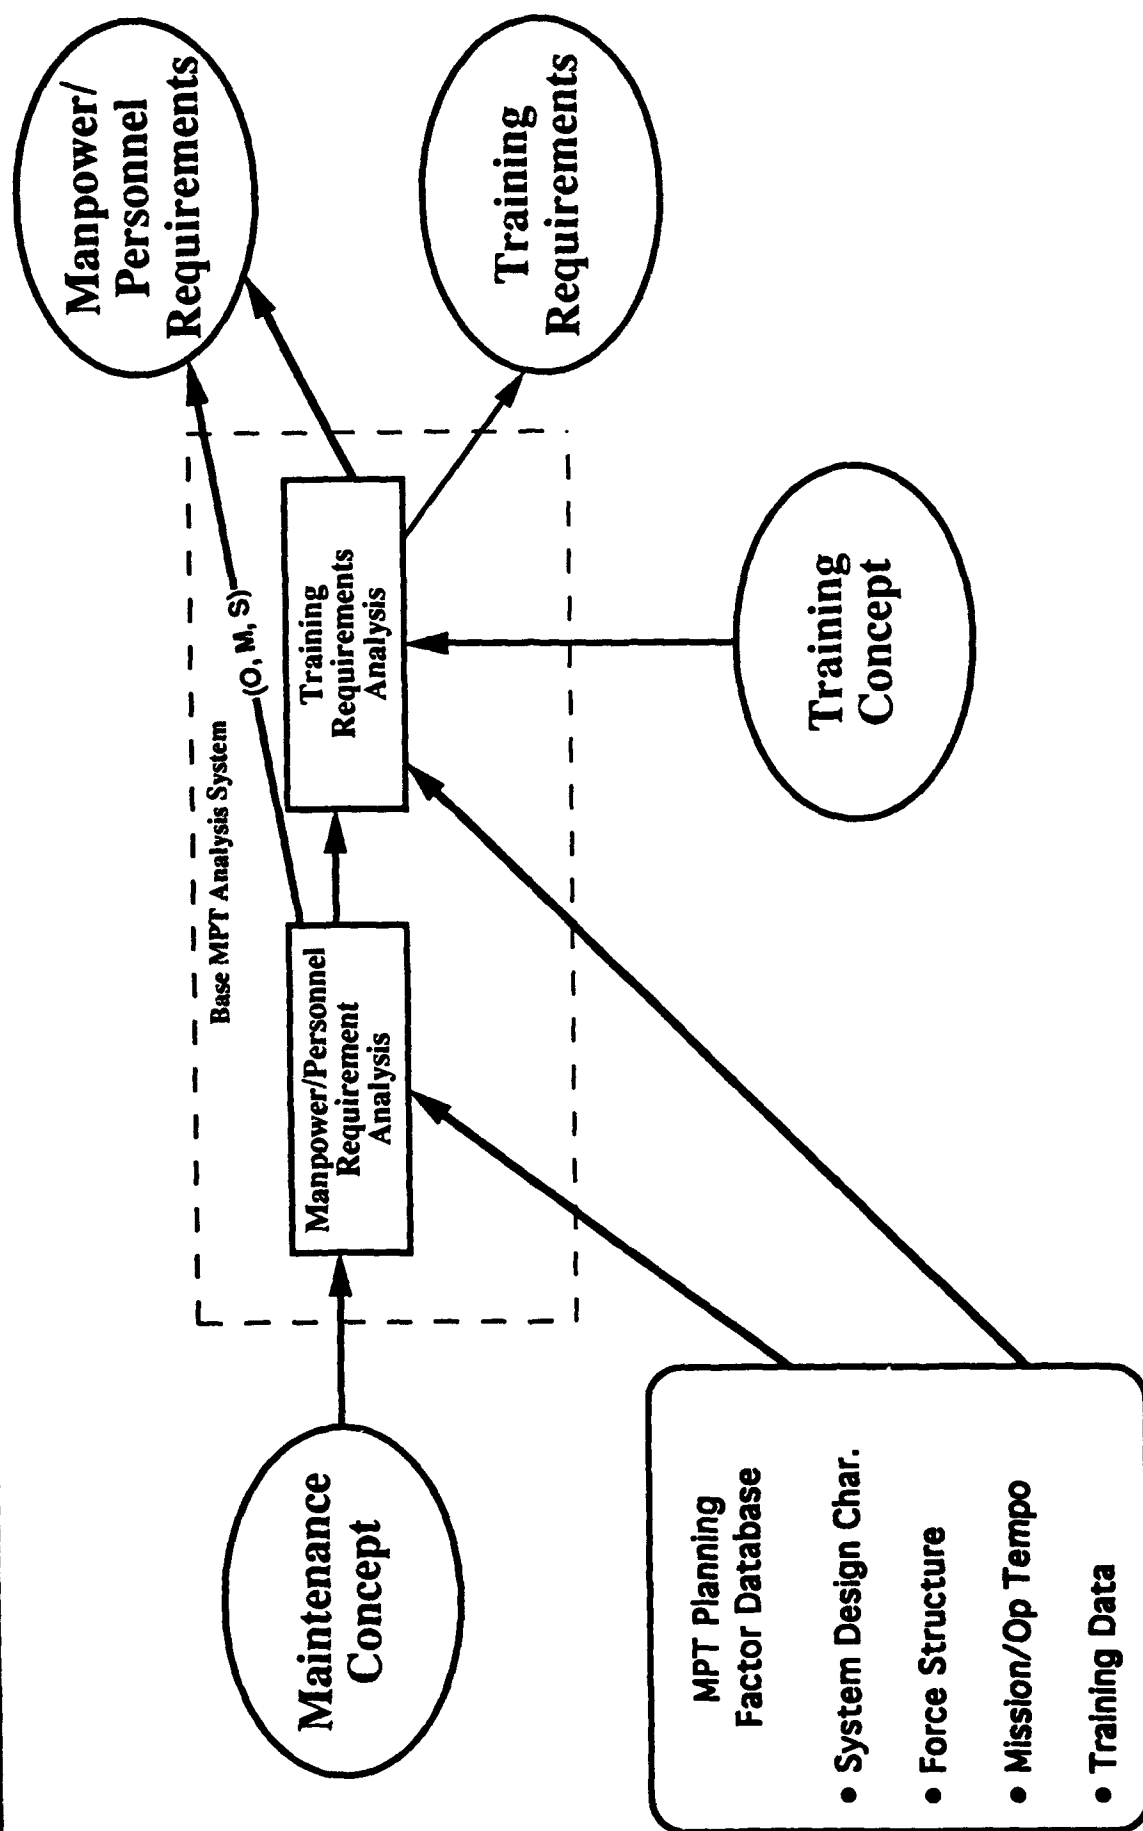 Maintenance
Concept
Base MPT Analysis System
(O, M, S)
Manpower/Personnel
Requirement
Analysis
Training
Requirements
Analysis
Manpower/
Personnel
Requirements
Training
Requirements
Training
Concept
MPT Planning
Factor Database
• System Design Char.
• Force Structure
• Mission/Op Tempo
• Training Data